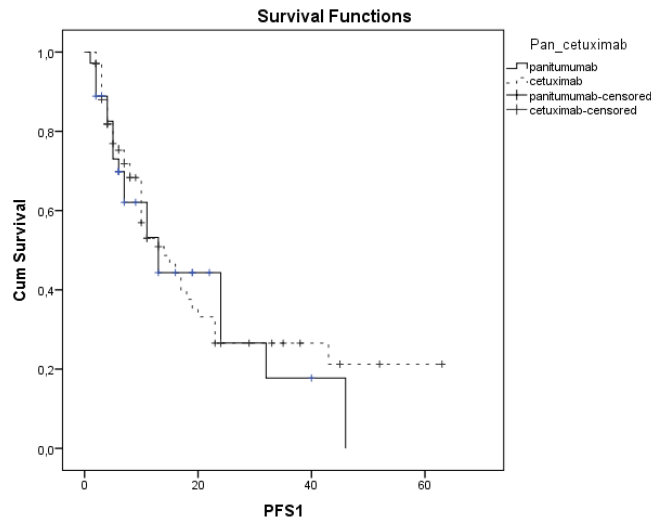 Survival Functions
Pan_cetuximab
panitumumab
cetuximab
panitumumab-censored
cetuximab-censored
1,0
0,8
0,6
0,4
0,2
0,0
Cum Survival
0
20
40
60
PFS1